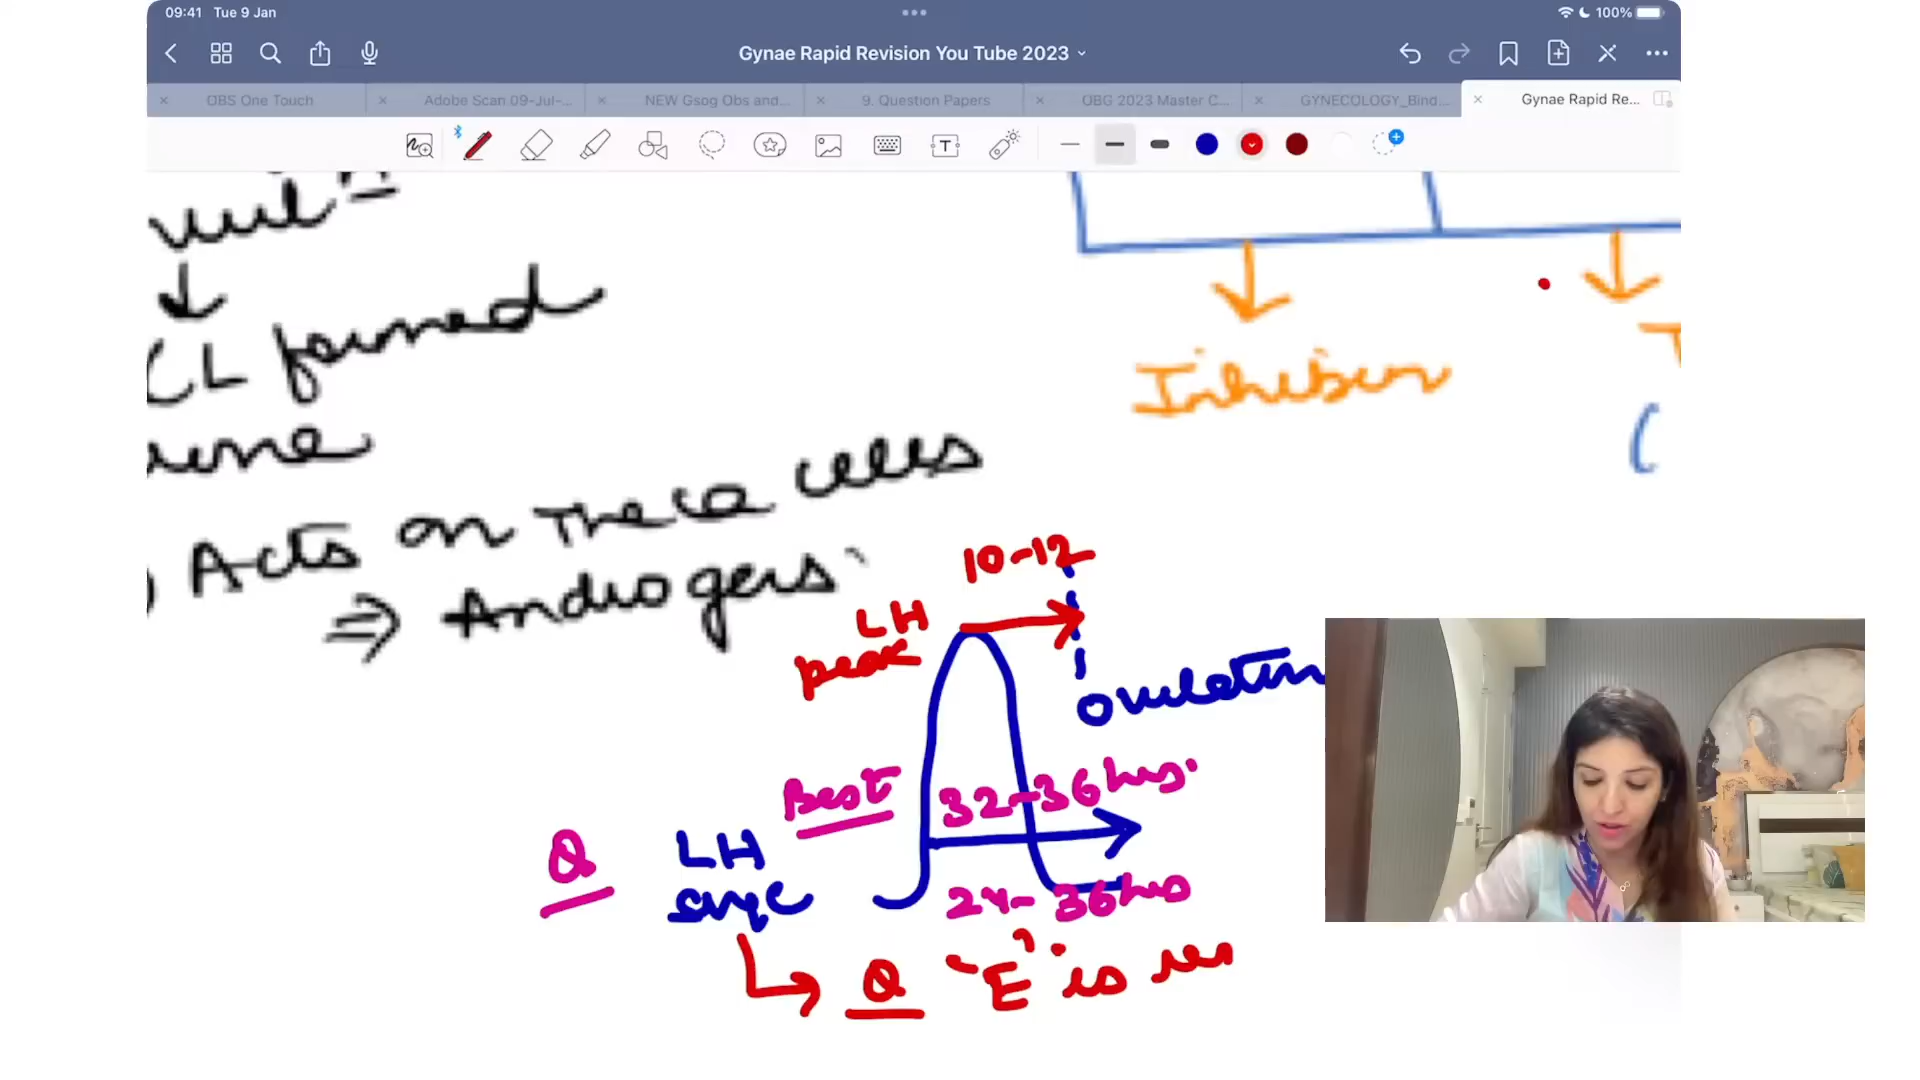 09:41 Tue 9 Jan
100%
Gynae Rapid Revision You Tube 2023
OBS One Touch
Adobe Scan 09-Jul-...
NEW Gsog Obs and...
9. Question Papers
OBG 2023 Master C...
GYNECOLOGY_Bind...
Gynae Rapid Re...
CL formed
Acts on Theca cells
⇒ Androgens
Inhibin
10-12
LH
peak
ovulation
Best 32-36 hrs.
Q LH
surge
24-36 hrs
Q "E" is res